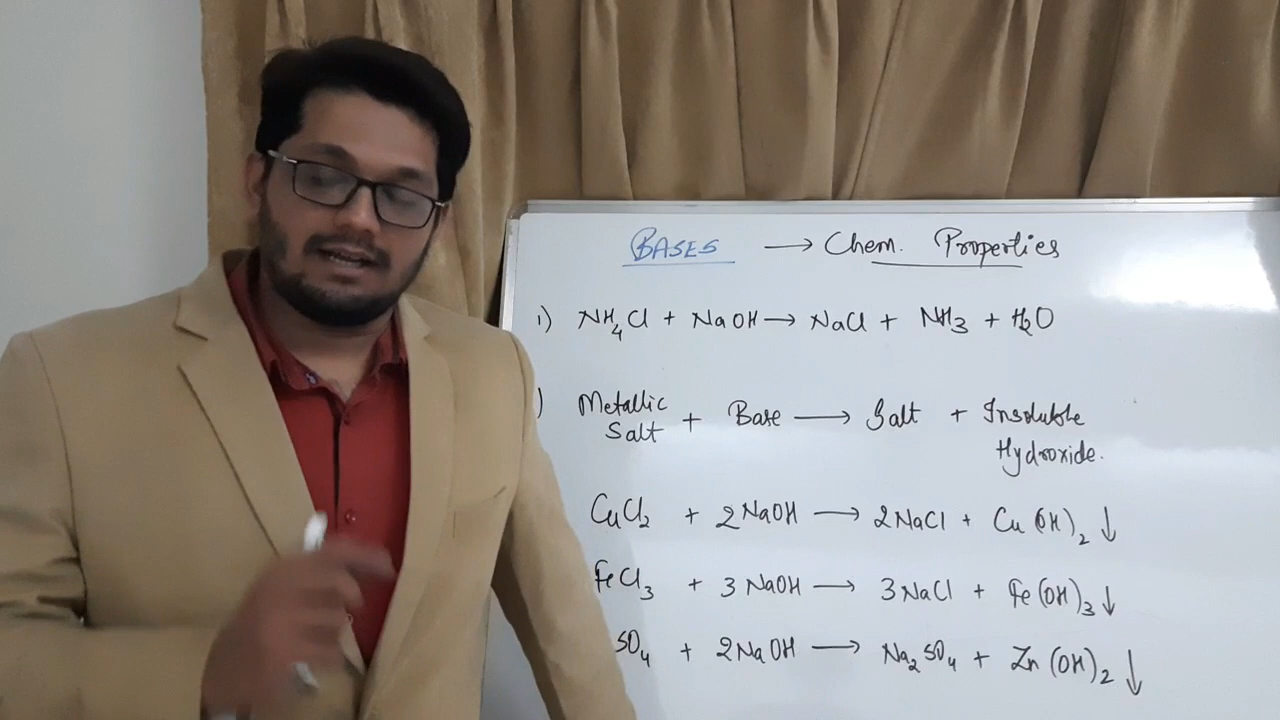 BASES → Chem. Properties
1) NH₄Cl + NaOH → NaCl + NH₃ + H₂O
) Metallic Salt + Base → Salt + Insoluble Hydroxide.
CuCl₂ + 2NaOH → 2NaCl + Cu(OH)₂ ↓
FeCl₃ + 3NaOH → 3NaCl + Fe(OH)₃ ↓
SO₄ + 2NaOH → Na₂SO₄ + Zn(OH)₂ ↓